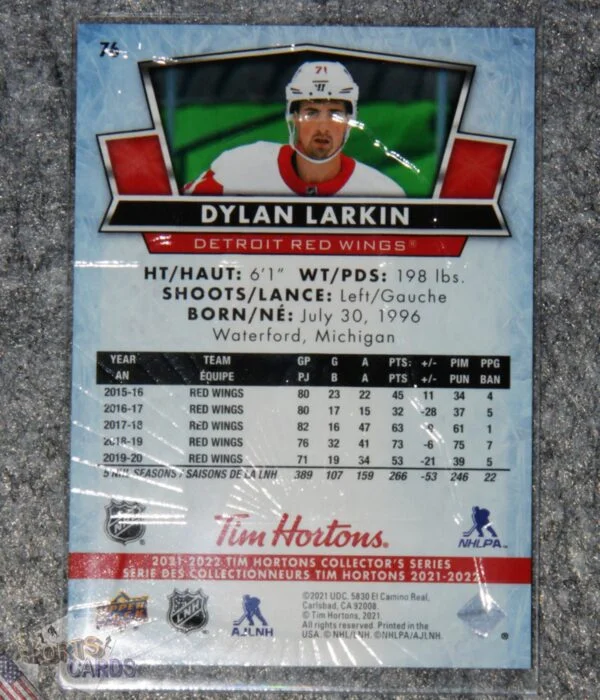 76
71
DYLAN LARKIN
DETROIT RED WINGS®
HT/HAUT: 6'1" WT/PDS: 198 lbs.
SHOOTS/LANCE: Left/Gauche
BORN/NÉ: July 30, 1996
Waterford, Michigan
YEAR TEAM GP G A PTS +/- PIM PPG
AN ÉQUIPE PJ B A PTS +/- PUN BAN
2015-16 RED WINGS 80 23 22 45 11 34 4
2016-17 RED WINGS 80 17 15 32 -28 37 5
2017-18 RED WINGS 82 16 47 63 61 1
2018-19 RED WINGS 76 32 41 73 -6 75 7
2019-20 RED WINGS 71 19 34 53 -21 39 5
5 NHL SEASONS / SAISONS DE LA LNH 389 107 159 266 -53 246 22
NHL
Tim Hortons.
NHLPA™
2021-2022 TIM HORTONS COLLECTOR'S SERIES
SÉRIE DES COLLECTIONNEURS TIM HORTONS 2021-2022
UPPER DECK
LNH
AJLNH
©2021 UDC. 5830 El Camino Real,
Carlsbad, CA 92008.
© Tim Hortons, 2021.
All rights reserved. Printed in the
USA. © NHL/LNH. ©NHLPA/AJLNH.
®
SPORTS
CARDS